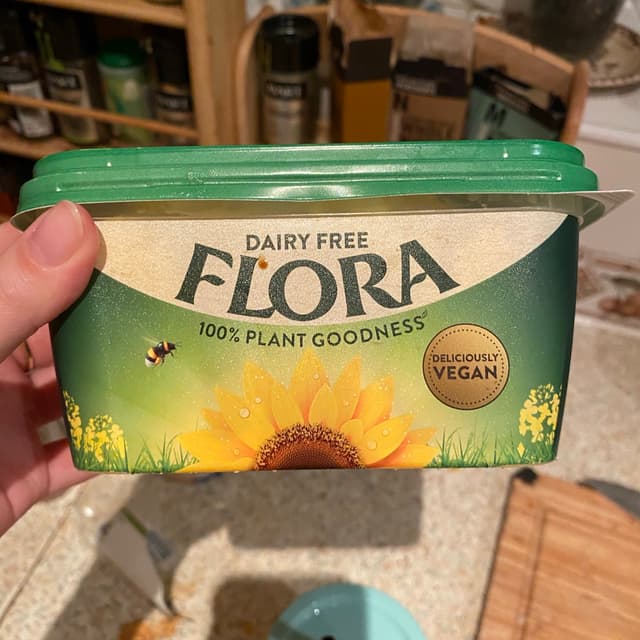 DAIRY FREE
FLORA
100% PLANT GOODNESS
DELICIOUSLY
VEGAN